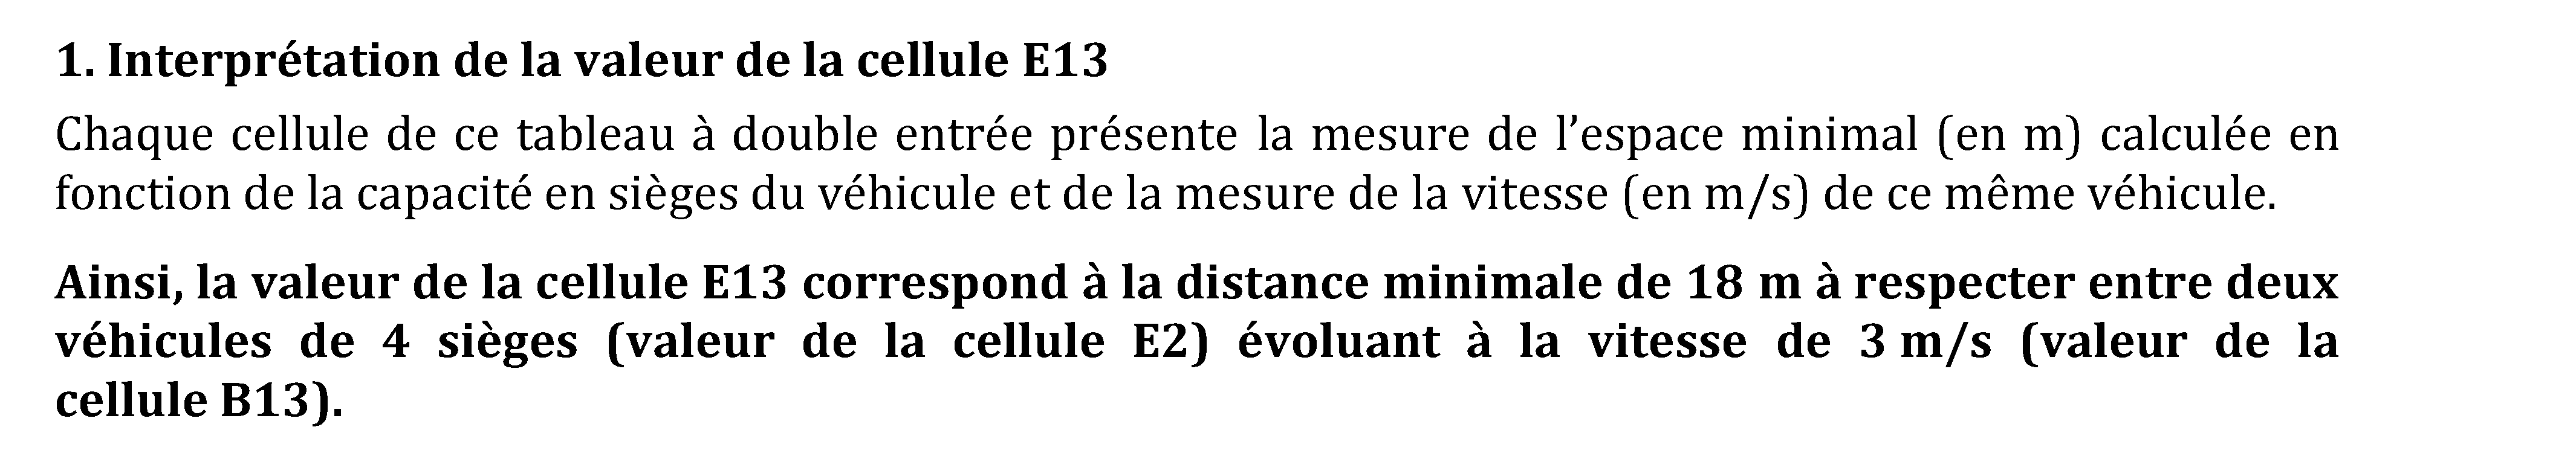 1. Interprétation de la valeur de la cellule E13
Chaque cellule de ce tableau à double entrée présente la mesure de l’espace minimal (en m) calculée en
fonction de la capacité en sièges du véhicule et de la mesure de la vitesse (en m/s) de ce même véhicule.
Ainsi, la valeur de la cellule E13 correspond à la distance minimale de 18 m à respecter entre deux
véhicules de 4 sièges (valeur de la cellule E2) évoluant à la vitesse de 3 m/s (valeur de la
cellule B13).